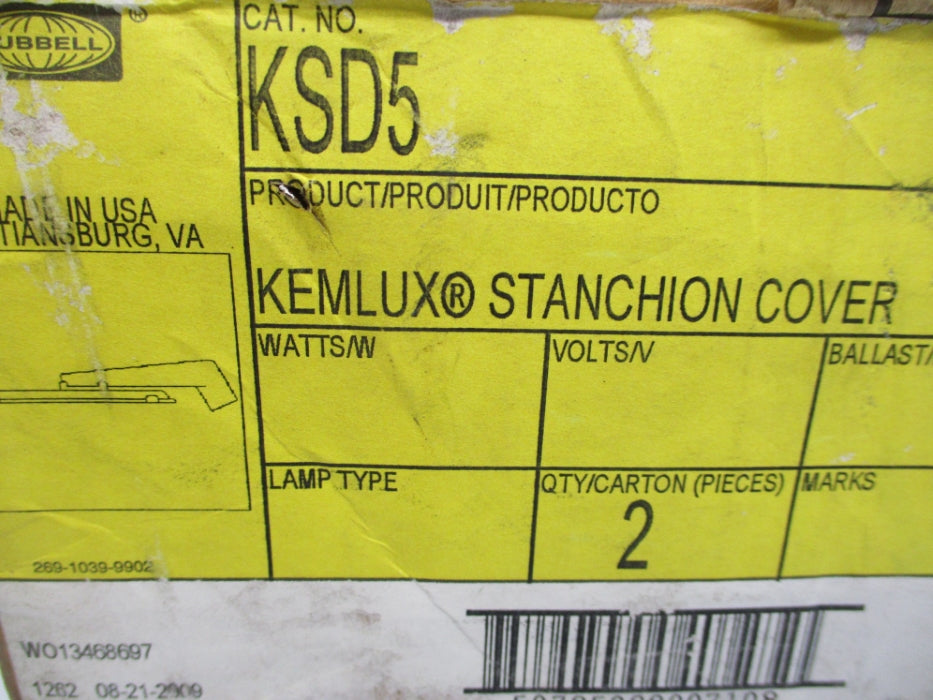 UBBELL ®
CAT. NO.
KSD5
PRODUCT/PRODUIT/PRODUCTO
ADE IN USA
TIANSBURG, VA
KEMLUX® STANCHION COVER
WATTS/W
VOLTS/V
BALLAST/
LAMP TYPE
QTY/CARTON (PIECES)
2
MARKS
269-1039-9902
WO13468697
1262 08-21-2009